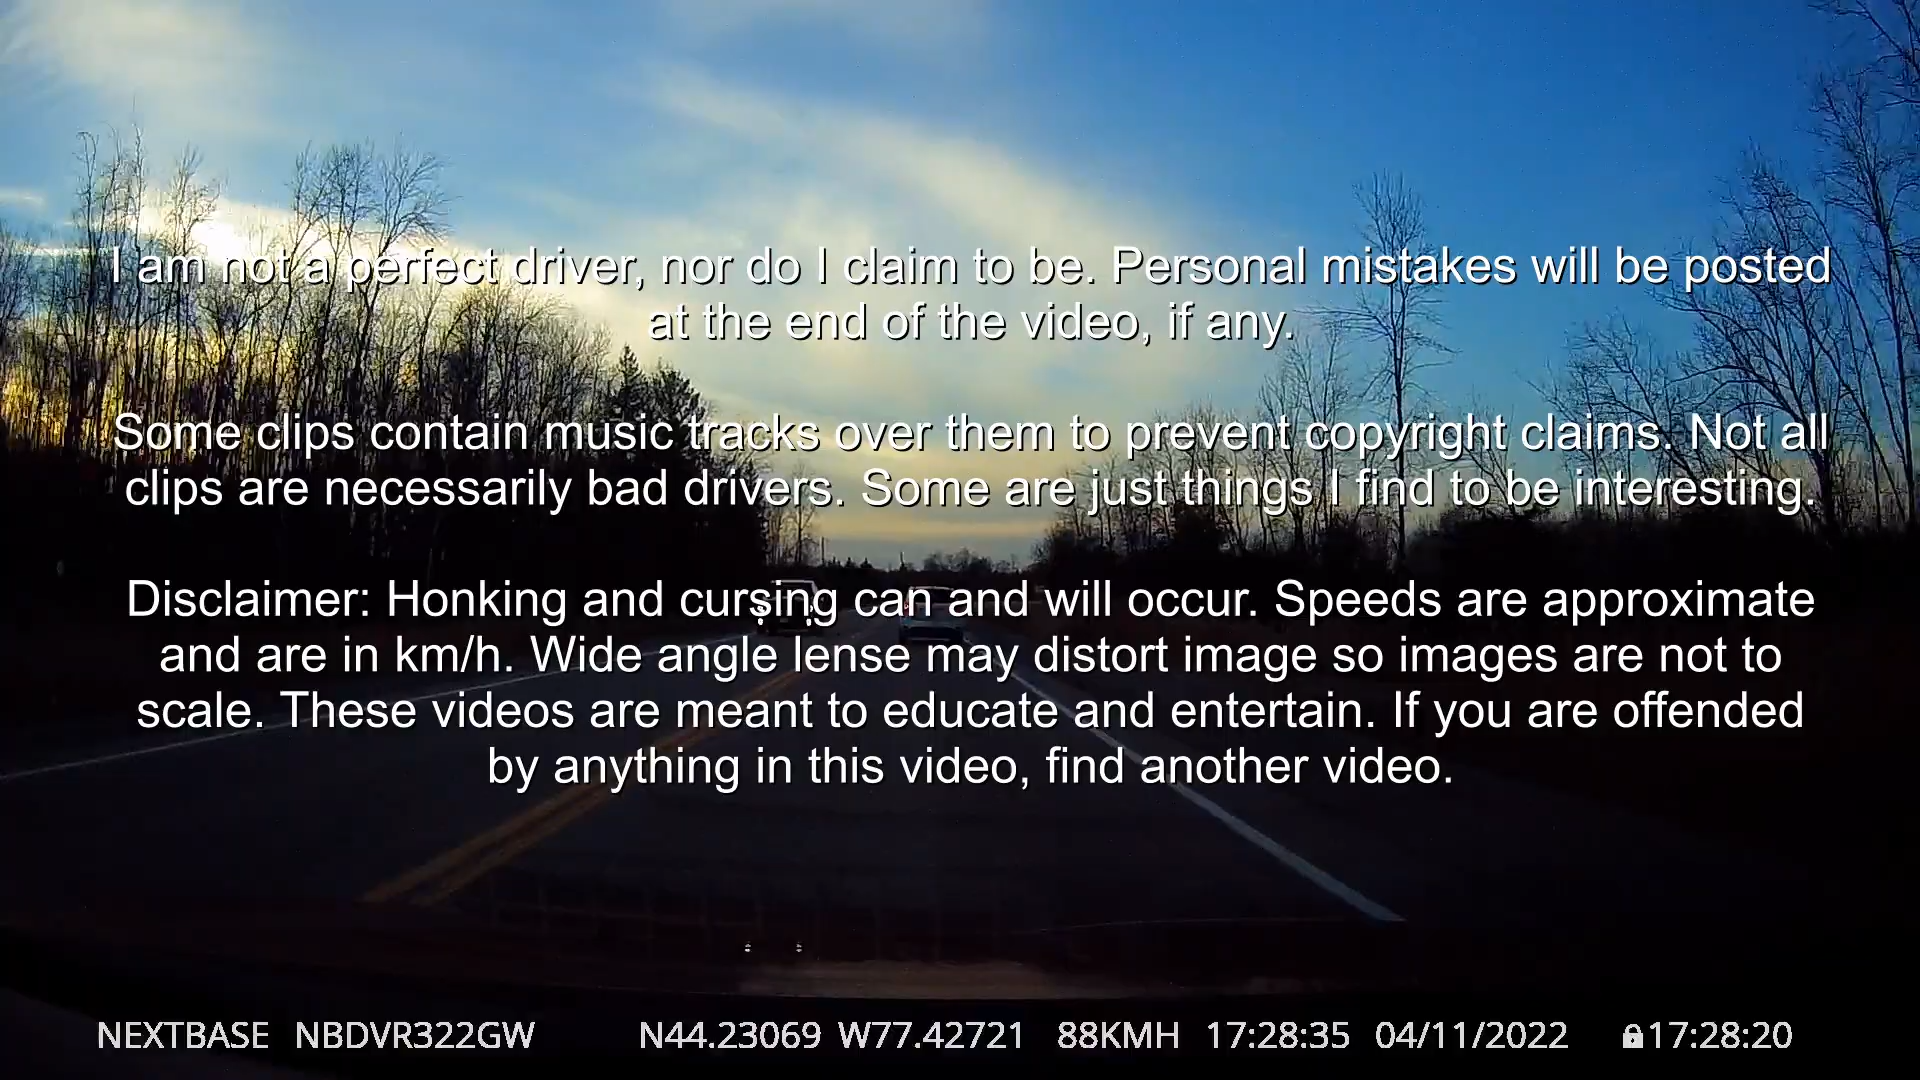 I am not a perfect driver, nor do I claim to be. Personal mistakes will be posted
at the end of the video, if any.
Some clips contain music tracks over them to prevent copyright claims. Not all
clips are necessarily bad drivers. Some are just things I find to be interesting.
Disclaimer: Honking and cursing can and will occur. Speeds are approximate
and are in km/h. Wide angle lense may distort image so images are not to
scale. These videos are meant to educate and entertain. If you are offended
by anything in this video, find another video.
NEXTBASE NBDVR322GW N44.23069 W77.42721 88KMH 17:28:35 04/11/2022 17:28:20